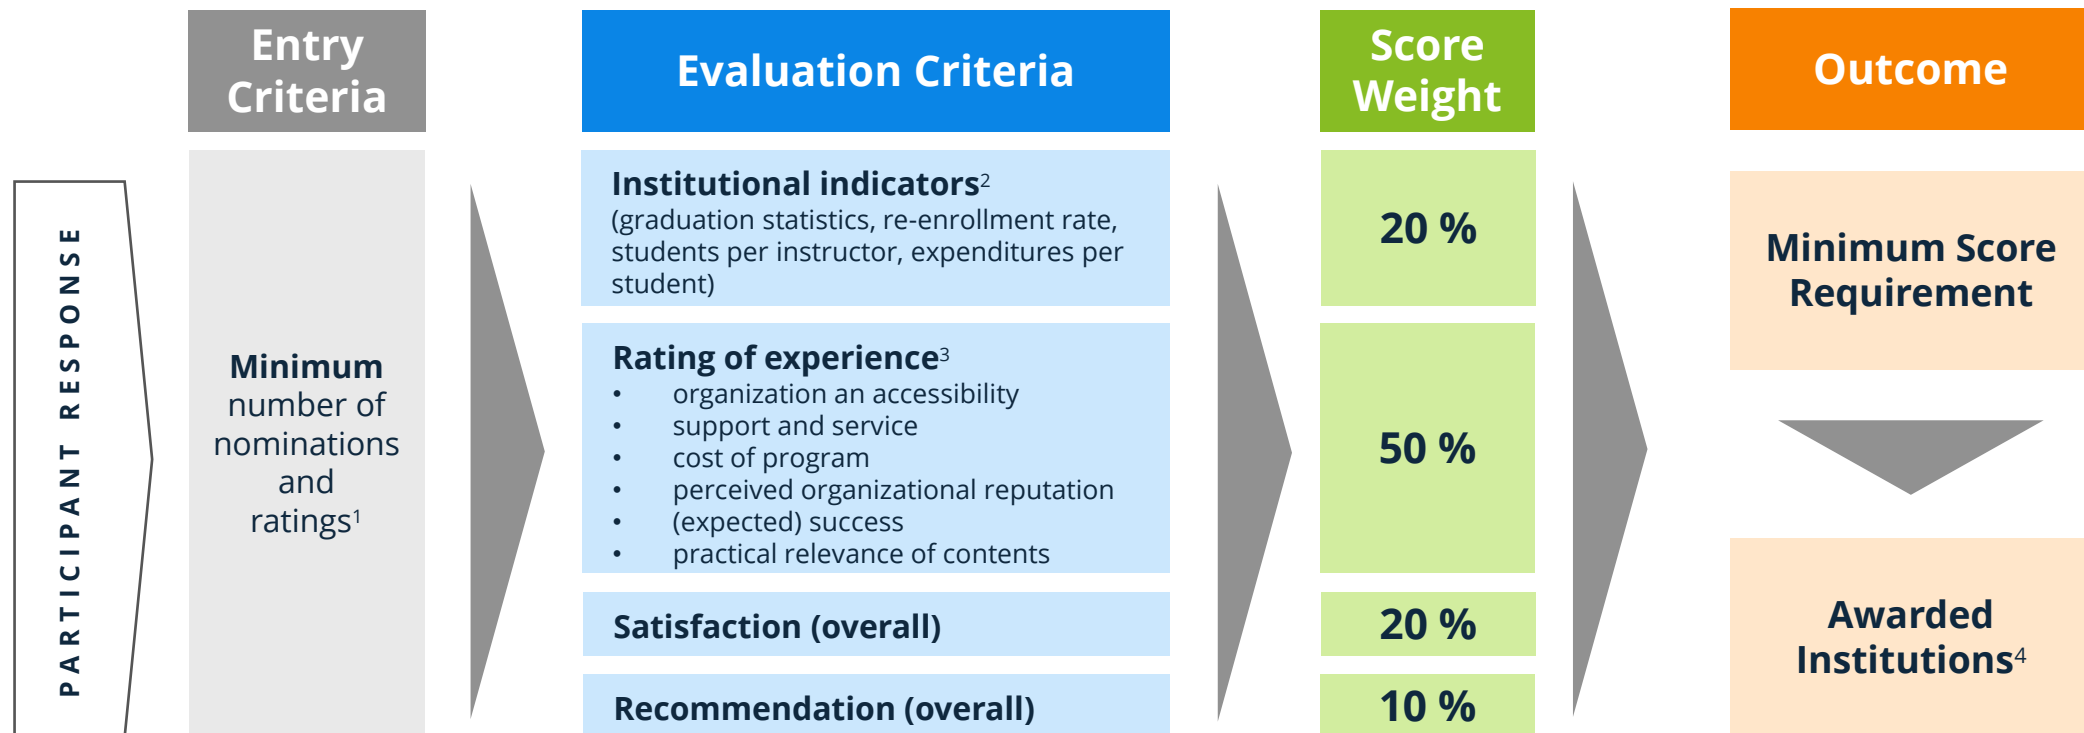 Entry
Criteria
Evaluation Criteria
Score
Weight
Outcome
PARTICIPANT RESPONSE
Minimum
number of
nominations
and
ratings¹
Institutional indicators²
(graduation statistics, re-enrollment rate,
students per instructor, expenditures per
student)
20 %
Rating of experience³
• organization an accessibility
• support and service
• cost of program
• perceived organizational reputation
• (expected) success
• practical relevance of contents
50 %
Satisfaction (overall)
20 %
Recommendation (overall)
10 %
Minimum Score
Requirement
Awarded
Institutions⁴